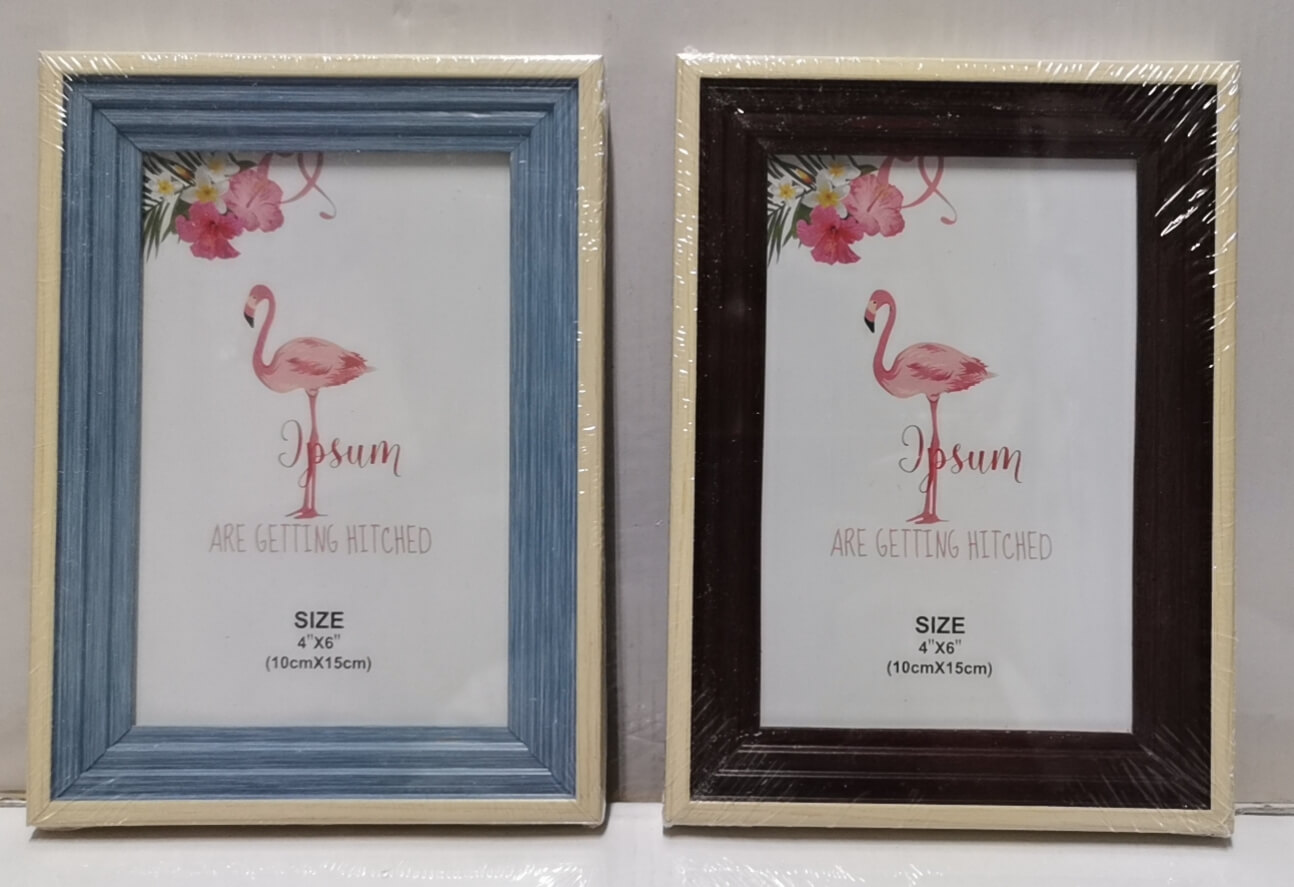 Ipsum
ARE GETTING HITCHED
SIZE
4"X6"
(10cmX15cm)
Ipsum
ARE GETTING HITCHED
SIZE
4"X6"
(10cmX15cm)